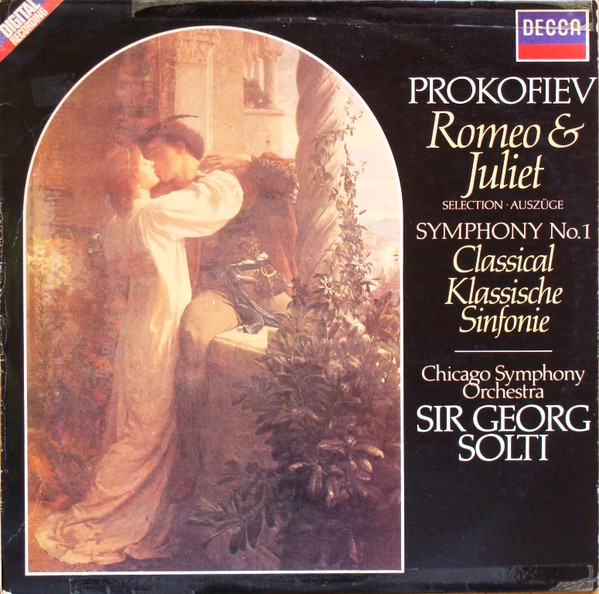 DIGITAL
RECORDING
DECCA
PROKOFIEV
Romeo &
Juliet
SELECTION · AUSZÜGE
SYMPHONY No.1
Classical
Klassische
Sinfonie
Chicago Symphony
Orchestra
SIR GEORG
SOLTI